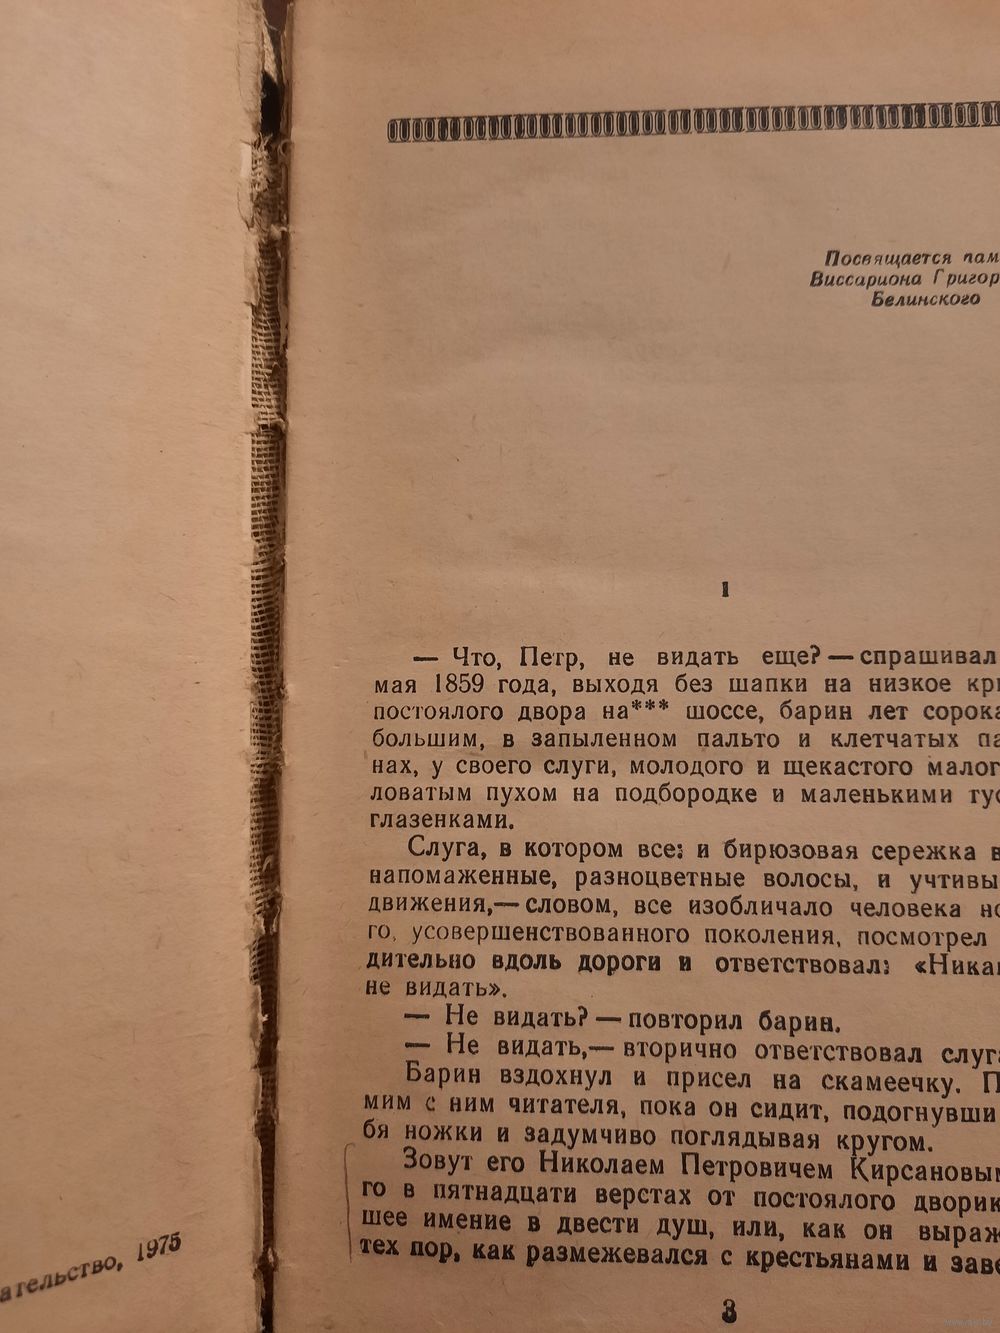 ательство, 1975
Посвящается пам
Виссариона Григор
Белинского
I
— Что, Петр, не видать еще? — спрашивал
мая 1859 года, выходя без шапки на низкое кры
постоялого двора на*** шоссе, барин лет сорока
большим, в запыленном пальто и клетчатых па
нах, у своего слуги, молодого и щекастого малог
ловатым пухом на подбородке и маленькими тус
глазенками.
Слуга, в котором все: и бирюзовая сережка в
напомаженные, разноцветные волосы, и учтивы
движения,— словом, все изобличало человека но
го, усовершенствованного поколения, посмотрел
дительно вдоль дороги и ответствовал: «Никак
не видать».
— Не видать? — повторил барин.
— Не видать,— вторично ответствовал слуга
Барин вздохнул и присел на скамеечку. П
мим с ним читателя, пока он сидит, подогнувши
бя ножки и задумчиво поглядывая кругом.
Зовут его Николаем Петровичем Кирсановым
го в пятнадцати верстах от постоялого дворик
шее имение в двести душ, или, как он выраж
тех пор, как размежевался с крестьянами и заве
3